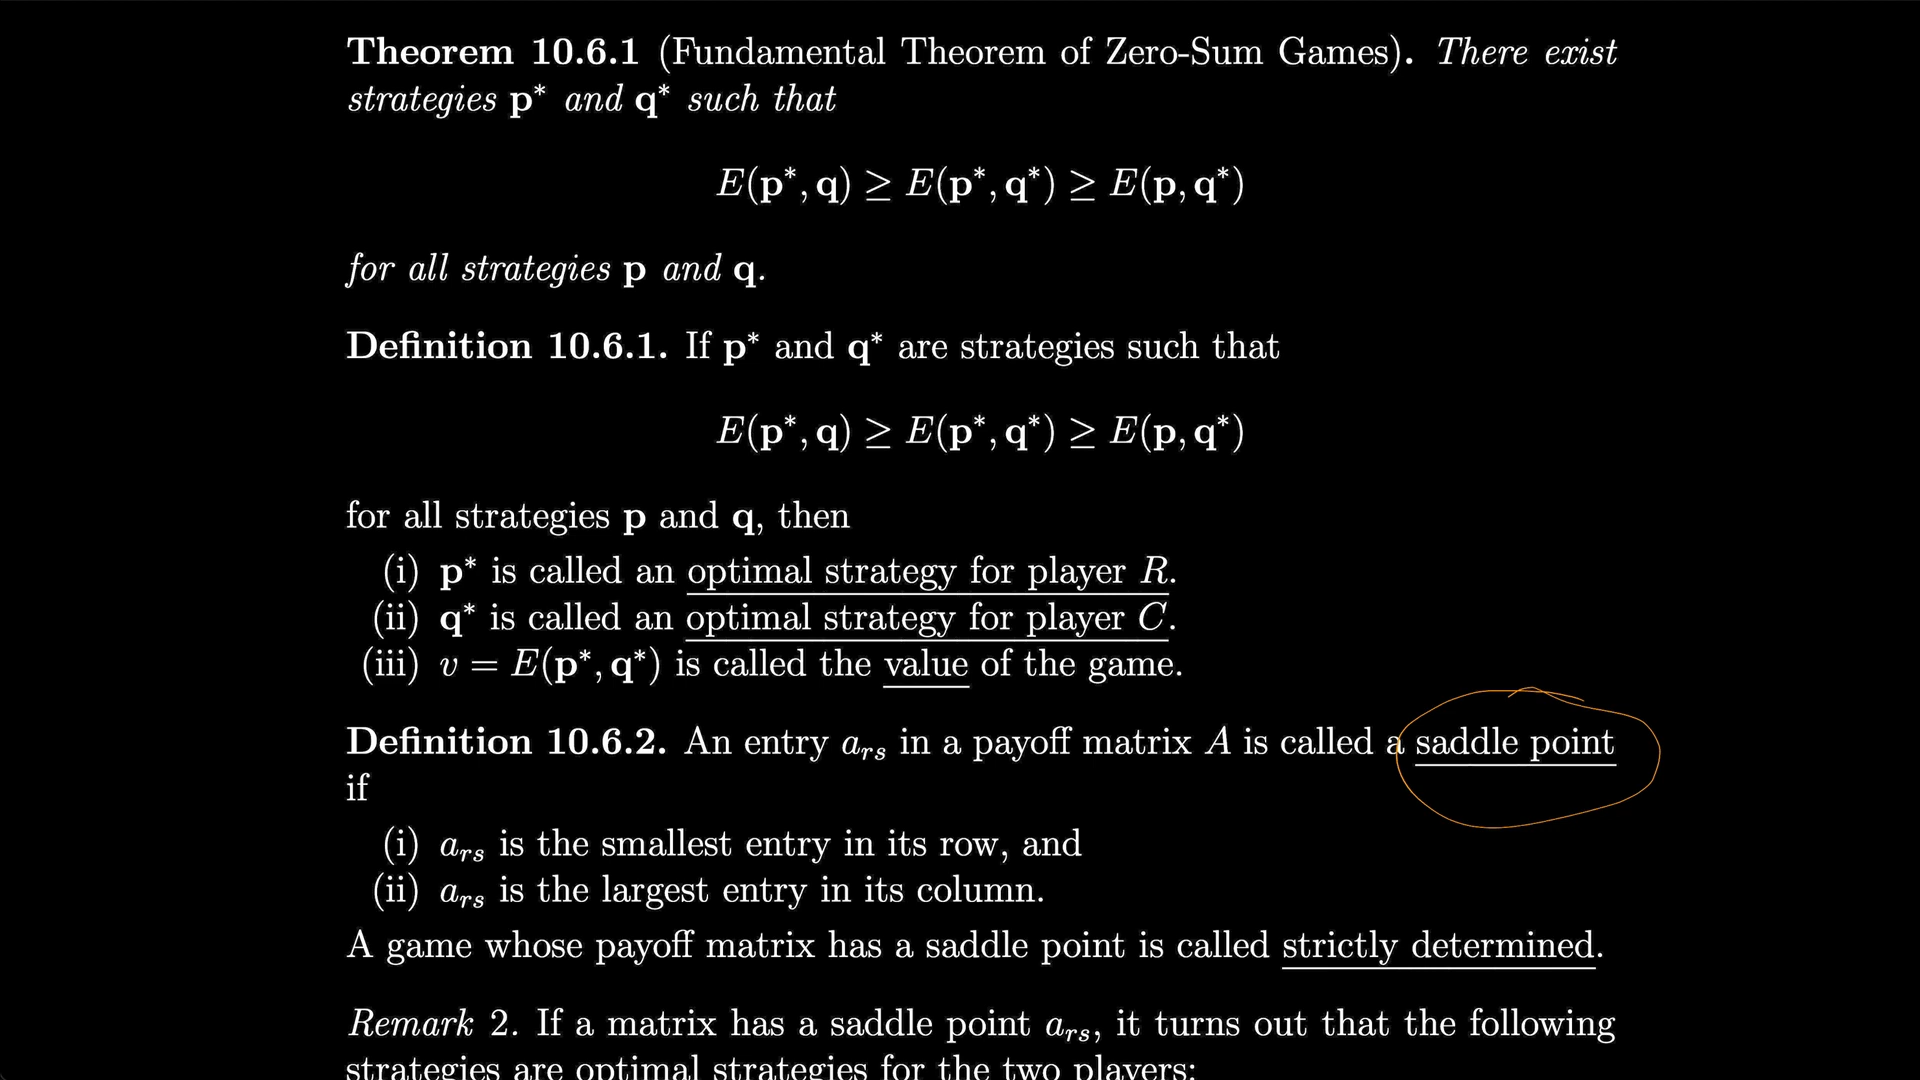 Theorem 10.6.1 (Fundamental Theorem of Zero-Sum Games). There exist
strategies p* and q* such that
E(p*, q) ≥ E(p*, q*) ≥ E(p, q*)
for all strategies p and q.
Definition 10.6.1. If p* and q* are strategies such that
E(p*, q) ≥ E(p*, q*) ≥ E(p, q*)
for all strategies p and q, then
(i) p* is called an optimal strategy for player R.
(ii) q* is called an optimal strategy for player C.
(iii) v = E(p*, q*) is called the value of the game.
Definition 10.6.2. An entry aᵣₛ in a payoff matrix A is called a saddle point
if
(i) aᵣₛ is the smallest entry in its row, and
(ii) aᵣₛ is the largest entry in its column.
A game whose payoff matrix has a saddle point is called strictly determined.
Remark 2. If a matrix has a saddle point aᵣₛ, it turns out that the following
strategies are optimal strategies for the two players: